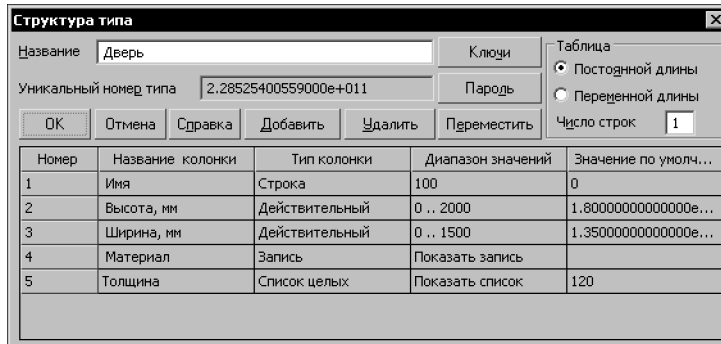 Структура типа
Название Дверь Ключи Таблица
Постоянной длины
Уникальный номер типа 2.28525400559000e+011 Пароль Переменной длины
ОК Отмена Справка Добавить Удалить Переместить Число строк 1
Номер Название колонки Тип колонки Диапазон значений Значение по умолч...
1 Имя Строка 100 0
2 Высота, мм Действительный 0 .. 2000 1.80000000000000e...
3 Ширина, мм Действительный 0 .. 1500 1.35000000000000e...
4 Материал Запись Показать запись
5 Толщина Список целых Показать список 120